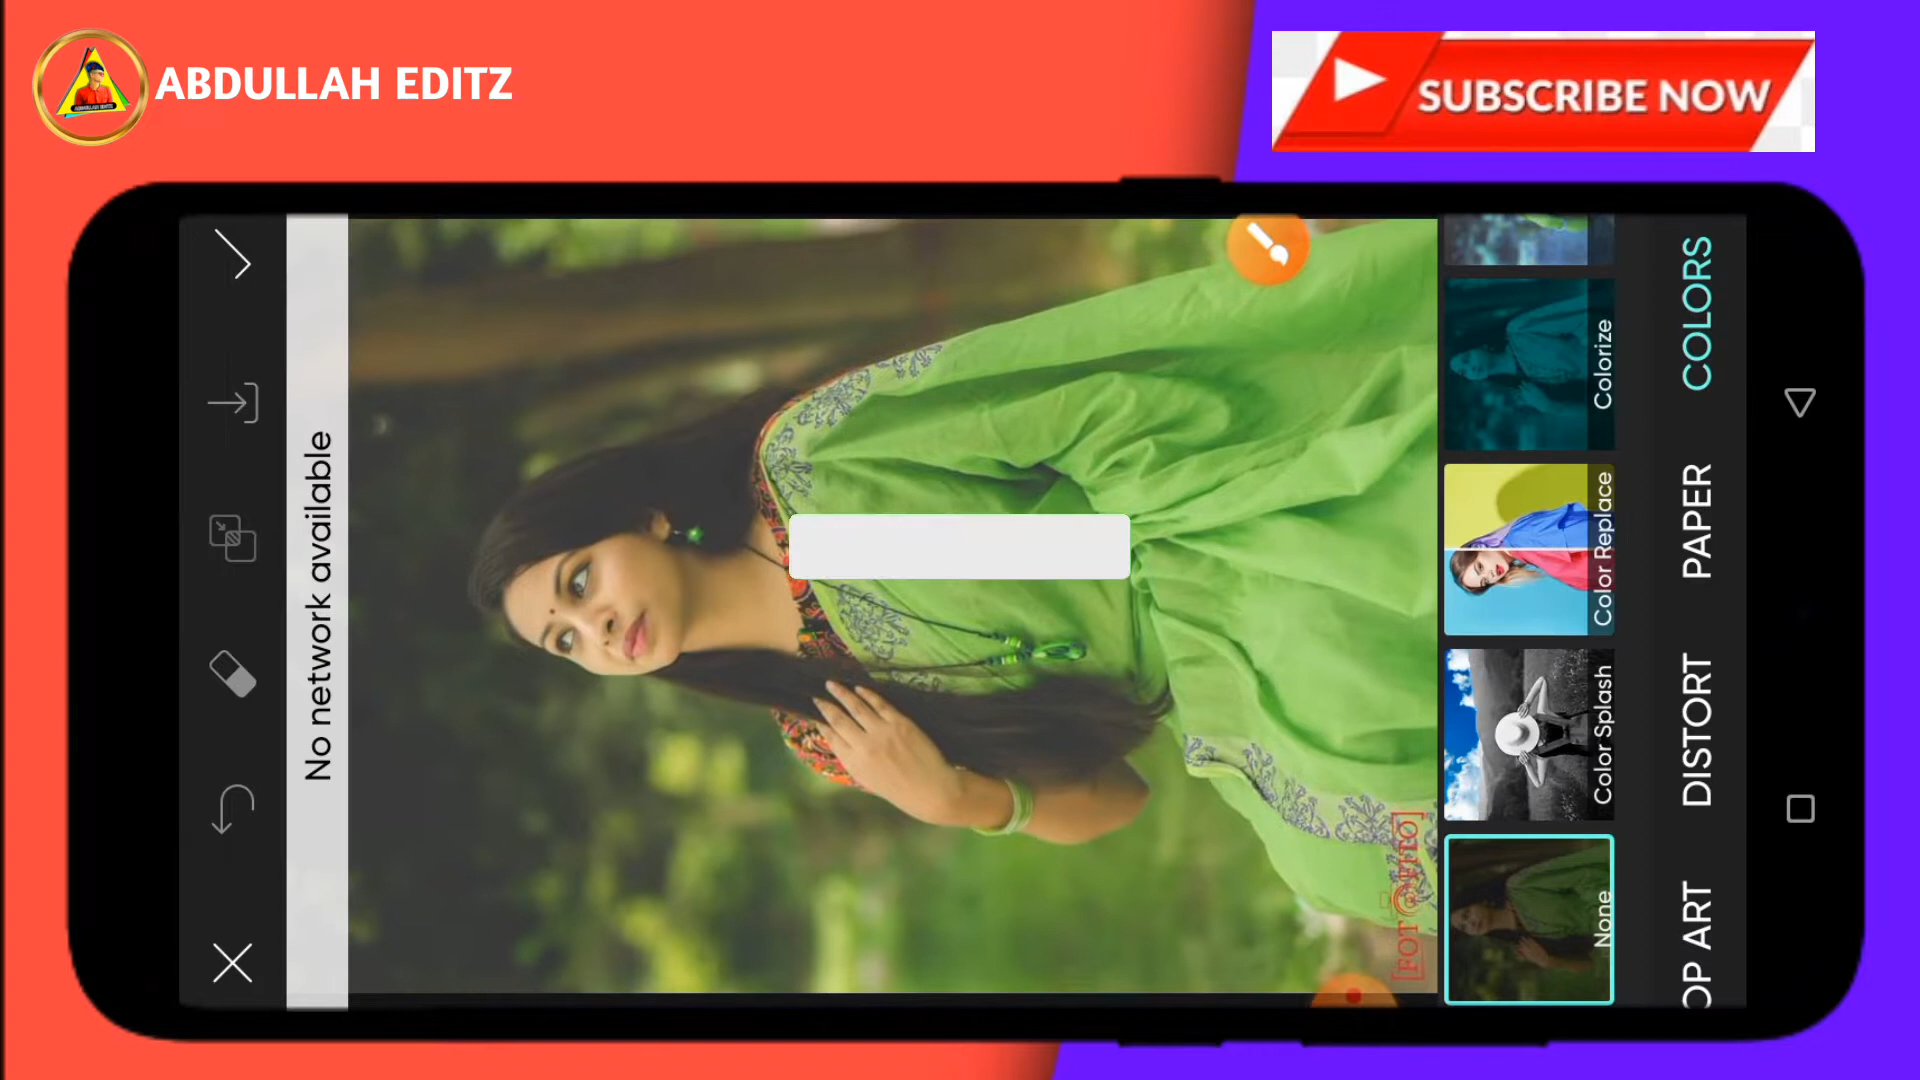 ABDULLAH EDITZ
SUBSCRIBE NOW
No network available
None
Color Splash
Color Replace
Colorize
OP ART
DISTORT
PAPER
COLORS